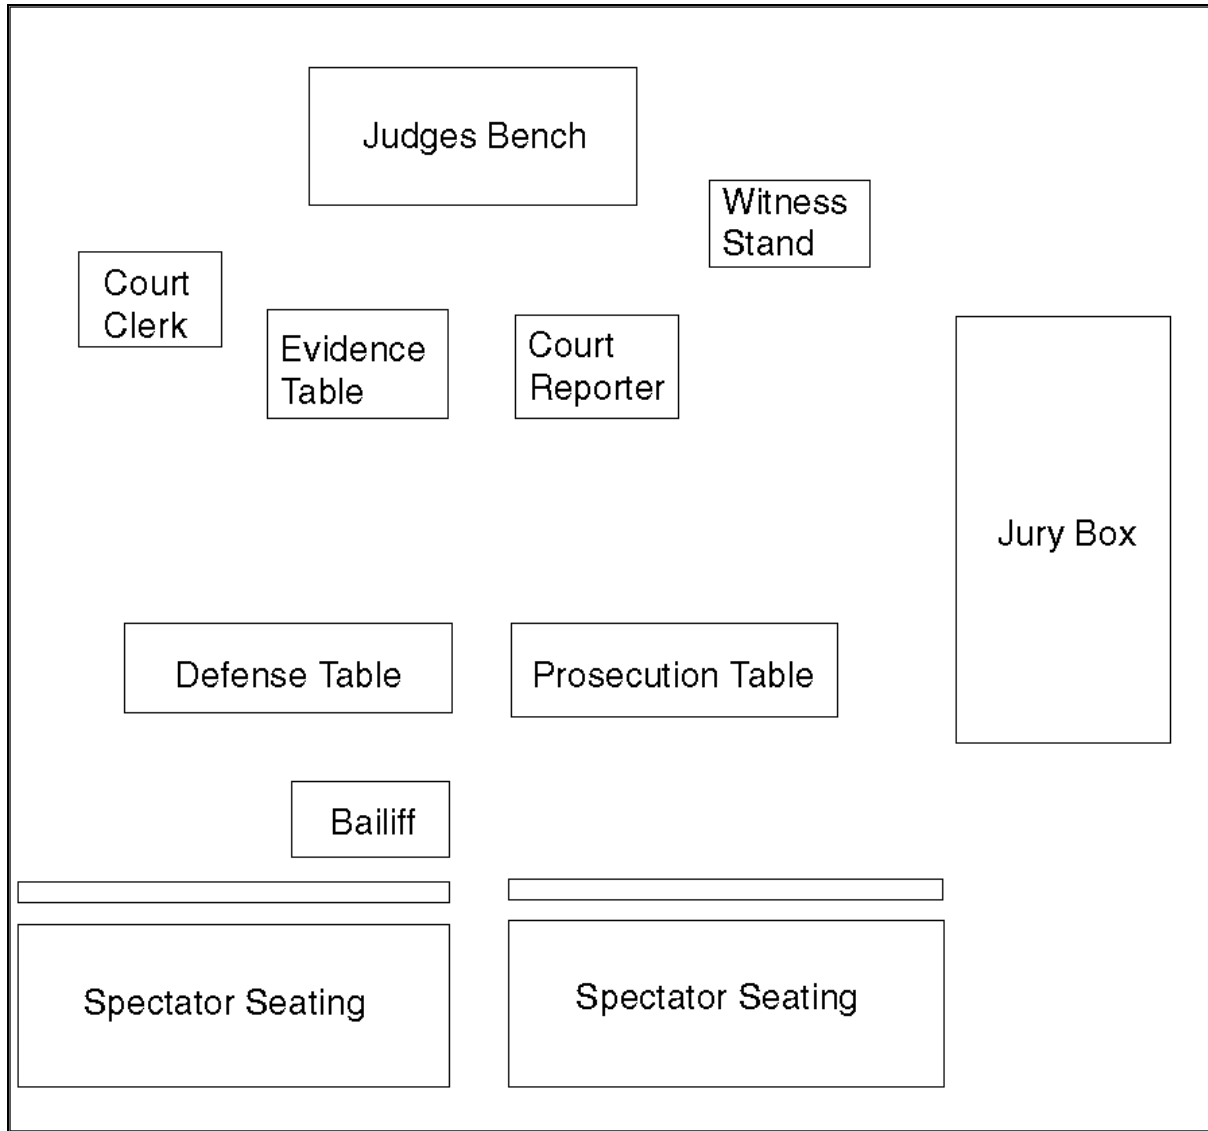 Judges Bench
Witness
Stand
Court
Clerk
Evidence
Table
Court
Reporter
Jury Box
Defense Table
Prosecution Table
Bailiff
Spectator Seating
Spectator Seating